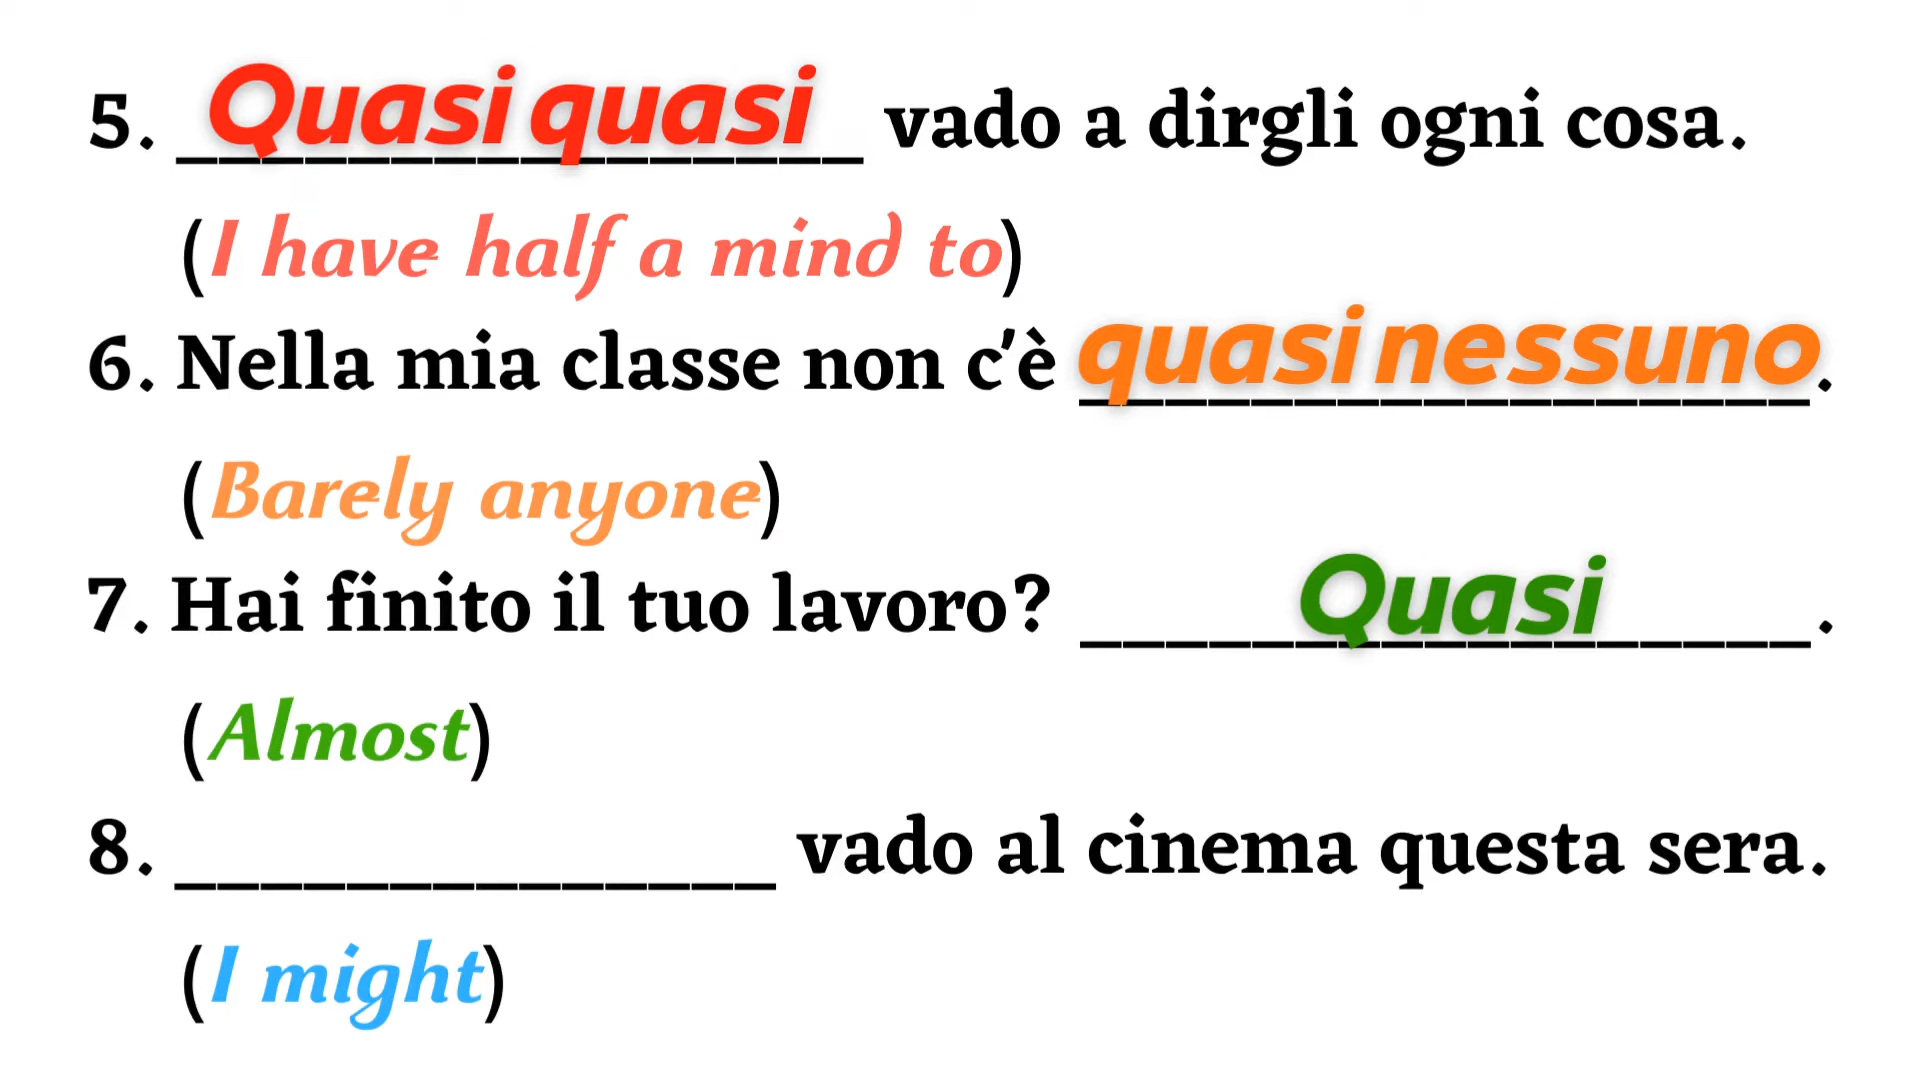 5. Quasi quasi vado a dirgli ogni cosa.
(I have half a mind to)
6. Nella mia classe non c'è quasi nessuno.
(Barely anyone)
7. Hai finito il tuo lavoro? Quasi.
(Almost)
8. ______________ vado al cinema questa sera.
(I might)